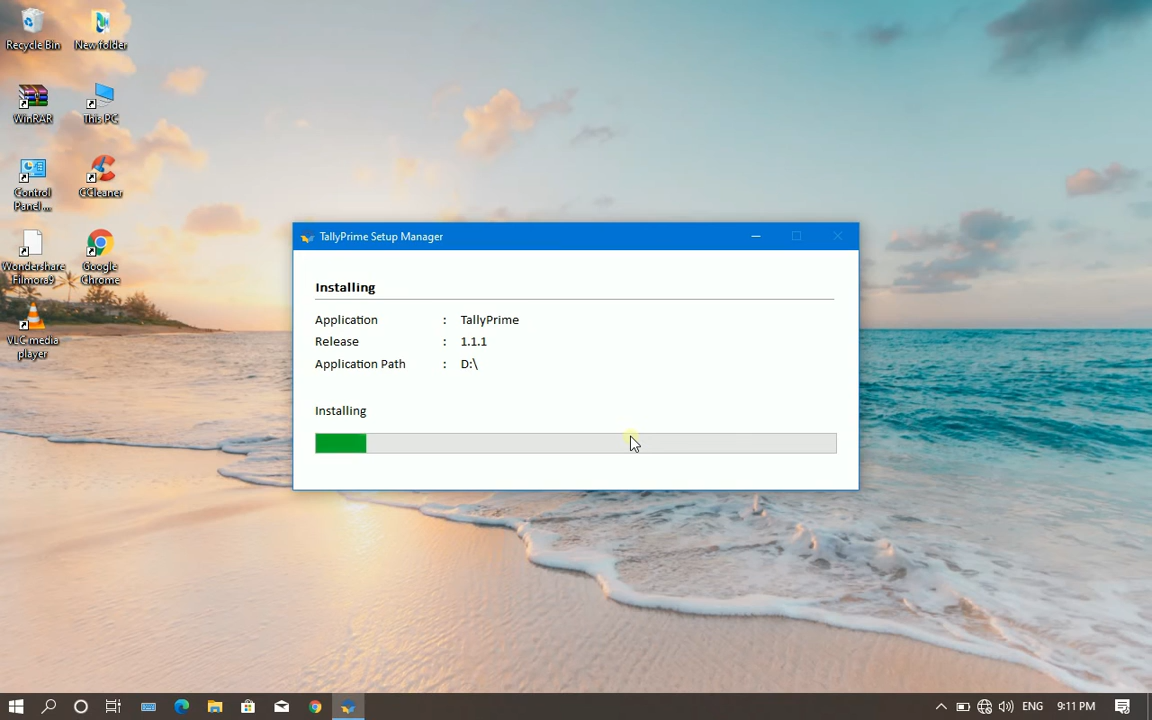 Recycle Bin
New folder
WinRAR
This PC
Control
Panel ...
CCleaner
Wondershare
Filmora9
Google
Chrome
VLC media
player
TallyPrime Setup Manager
Installing
Application : TallyPrime
Release : 1.1.1
Application Path : D:\
Installing
ENG
9:11 PM